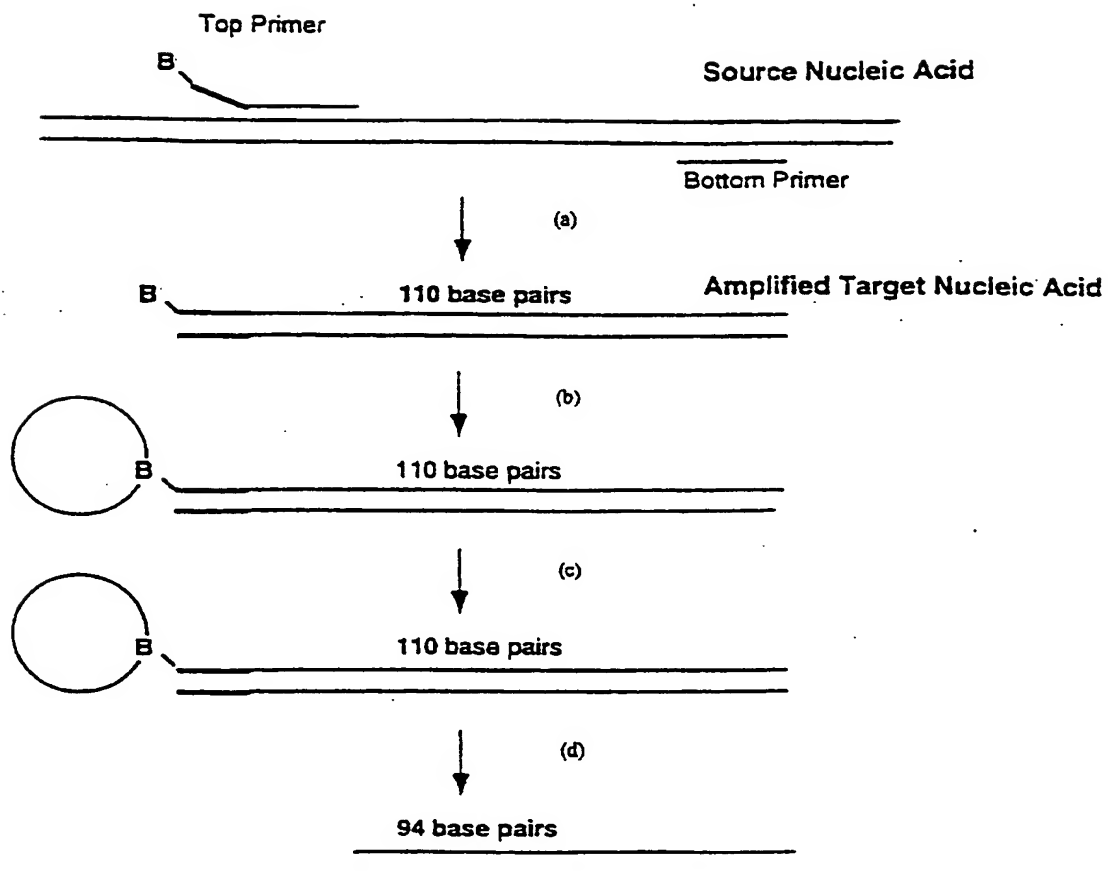 Top Primer
B
Source Nucleic Acid
Bottom Primer
(a)
B
110 base pairs
Amplified Target Nucleic Acid
(b)
B
110 base pairs
(c)
B
110 base pairs
(d)
94 base pairs